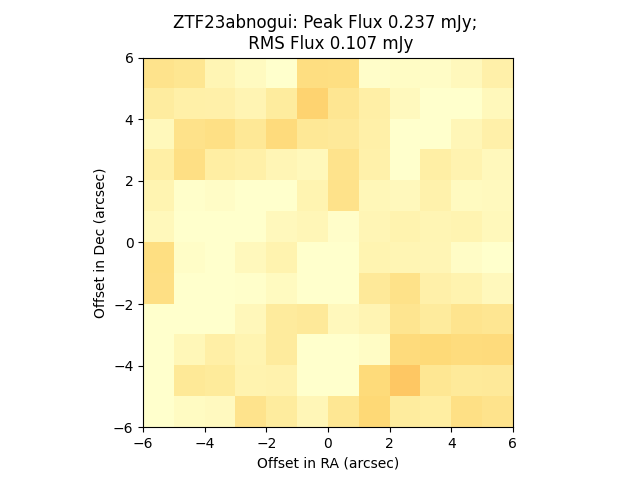 ZTF23abnogui: Peak Flux 0.237 mJy;
RMS Flux 0.107 mJy
6
4
2
0
−2
−4
−6
Offset in Dec (arcsec)
−6 −4 −2 0 2 4 6
Offset in RA (arcsec)